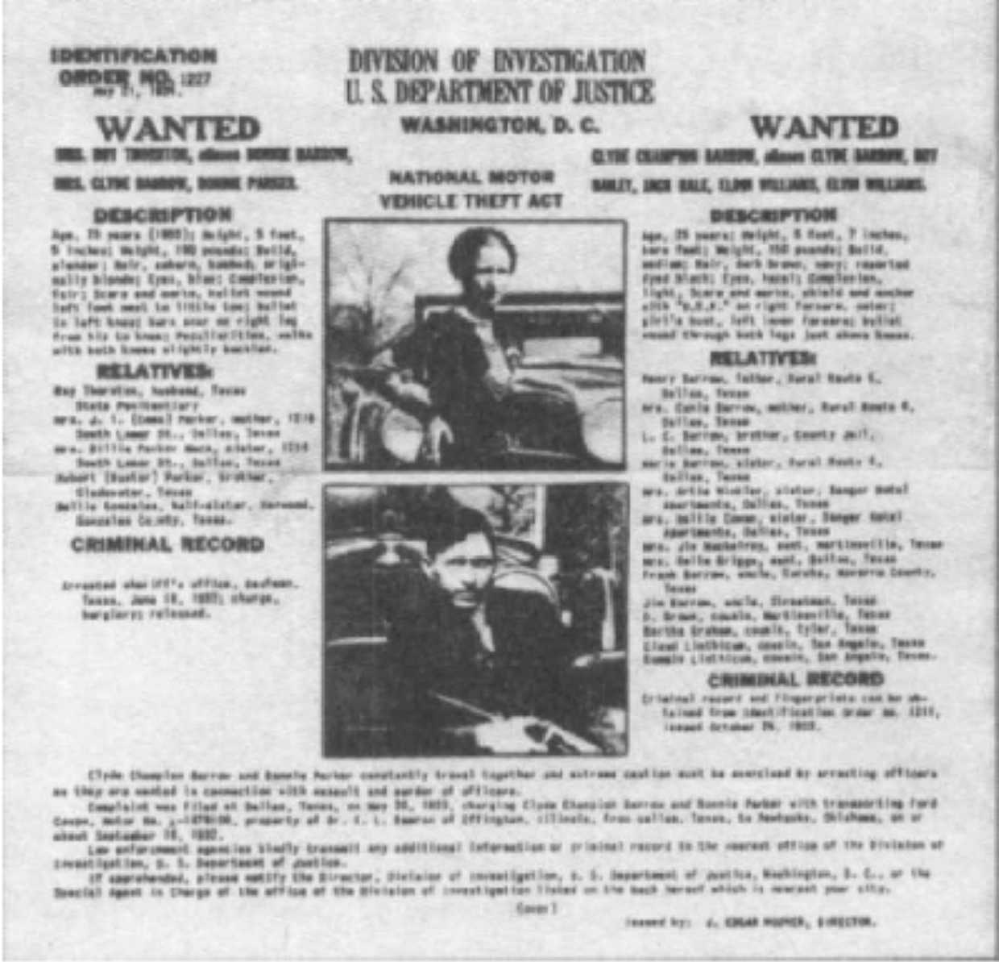 IDENTIFICATION
ORDER NO. 1227
May 21, 1934.
DIVISION OF INVESTIGATION
U. S. DEPARTMENT OF JUSTICE
WASHINGTON, D. C.
NATIONAL MOTOR
VEHICLE THEFT ACT
WANTED
MRS. ROY THORNTON, aliases BONNIE BARROW,
MRS. CLYDE BARROW, BONNIE PARKER.
DESCRIPTION
Age, 23 years (1933); Height, 5 feet,
5 inches; Weight, 100 pounds; Build,
slender; Hair, auburn, bobbed; origi-
nally blonde; Eyes, blue; Complexion,
fair; Scars and marks, bullet wound
left foot next to little toe; bullet
in left knee; burn scar on right leg
from hip to knee; Peculiarities, walks
with both knees slightly buckled.
RELATIVES:
Roy Thornton, husband, Texas
State Penitentiary
Mrs. J. T. (Emma) Parker, mother,
South Lamar St., Dallas, Texas
Mrs. Billie Parker Mace, sister,
South Lamar St., Dallas, Texas
Hubert (Buster) Parker, brother,
Gladewater, Texas
Bellie Gonzales, half-sister, Harwood,
Gonzales County, Texas.
CRIMINAL RECORD
Arrested sheriff's office, Kaufman,
Texas, June 1932; charge,
burglary; released.
WANTED
CLYDE CHAMPION BARROW, aliases CLYDE BARROW, ROY
BAILEY, JACK HALE, ELDIN WILLIAMS, ELVIN WILLIAMS.
DESCRIPTION
Age, 25 years; Height, 5 feet, 7 inches,
bare feet; Weight, 150 pounds; Build,
medium; Hair, dark brown, wavy; reported
dyed black; Eyes, hazel; Complexion,
light; Scars and marks, shield and anchor
with "U.S.N." on right forearm, outer;
girl's bust, left inner forearm; bullet
wound through both legs just above knees.
RELATIVES:
Henry Barrow, father, Rural Route 6,
Dallas, Texas
Mrs. Cumie Barrow, mother, Rural Route 6,
Dallas, Texas
L. C. Barrow, brother, County Jail,
Dallas, Texas
Marie Barrow, sister, Rural Route 6,
Dallas, Texas
Mrs. Artie Winkler, sister, Sanger Hotel
Apartments, Dallas, Texas
Mrs. Nellie Cowan, sister, Sanger Hotel
Apartments, Dallas, Texas
Mrs. Jim Muckelroy, aunt, Martinsville, Texas
Mrs. Belle Briggs, aunt, Dallas, Texas
Frank Barrow, uncle, Eureka, Navarro County,
Texas
Jim Barrow, uncle, Streetman, Texas
D. Brown, cousin, Martinsville, Texas
Bertha Graham, cousin, Tyler, Texas
Claud Linthicum, cousin, San Angelo, Texas
Linthicum, cousin, San Angelo, Texas.
CRIMINAL RECORD
Criminal record and fingerprints can be ob-
tained from Identification Order No. 1211,
issued October 24, 1933.
Clyde Champion Barrow and Bonnie Parker constantly travel together and extreme caution must be exercised by arresting officers
as they are wanted in connection with assault and murder of officers.
Complaint was filed at Dallas, Texas, on May 20, 1933, charging Clyde Champion Barrow and Bonnie Parker with transporting Ford
Coupe, Motor No. property of Dr. E. L. Damron of Effingham, Illinois, from Dallas, Texas, to Pawhuska, Oklahoma, on or
about September 16, 1932.
Law enforcement agencies kindly transmit any additional information or criminal record to the nearest office of the Division of
Investigation, U. S. Department of Justice.
If apprehended, please notify the Director, Division of Investigation, U. S. Department of Justice, Washington, D. C., or the
Special Agent in Charge of the office of the Division of Investigation listed on the back hereof which is nearest your city.
(over)
Issued by: J. EDGAR HOOVER, DIRECTOR.